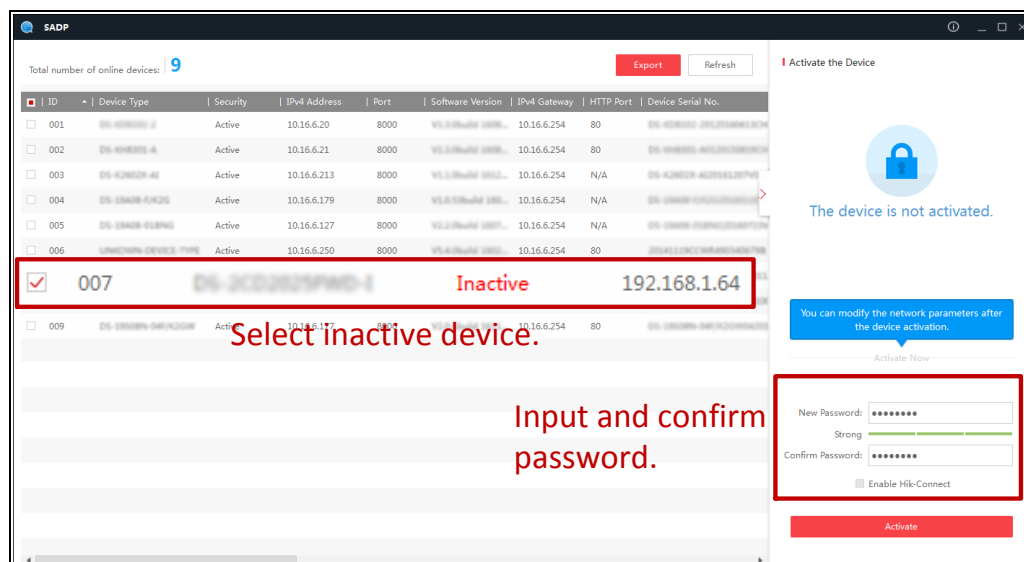 SADP
Total number of online devices: 9
Export
Refresh
ID | Device Type | Security | IPv4 Address | Port | Software Version | IPv4 Gateway | HTTP Port | Device Serial No.
001 Active 10.16.6.20 8000 10.16.6.254 80
002 Active 10.16.6.21 8000 10.16.6.254 80
003 Active 10.16.6.213 8000 10.16.6.254 N/A
004 Active 10.16.6.179 8000 10.16.6.254 N/A
005 Active 10.16.6.127 8000 10.16.6.254 N/A
006 Active 10.16.6.250 8000 10.16.6.254 80
007 Inactive 192.168.1.64
009 Active 8000 10.16.6.254 80
Select inactive device.
Input and confirm
password.
Activate the Device
The device is not activated.
You can modify the network parameters after
the device activation.
Activate Now
New Password:
Strong
Confirm Password:
Enable Hik-Connect
Activate